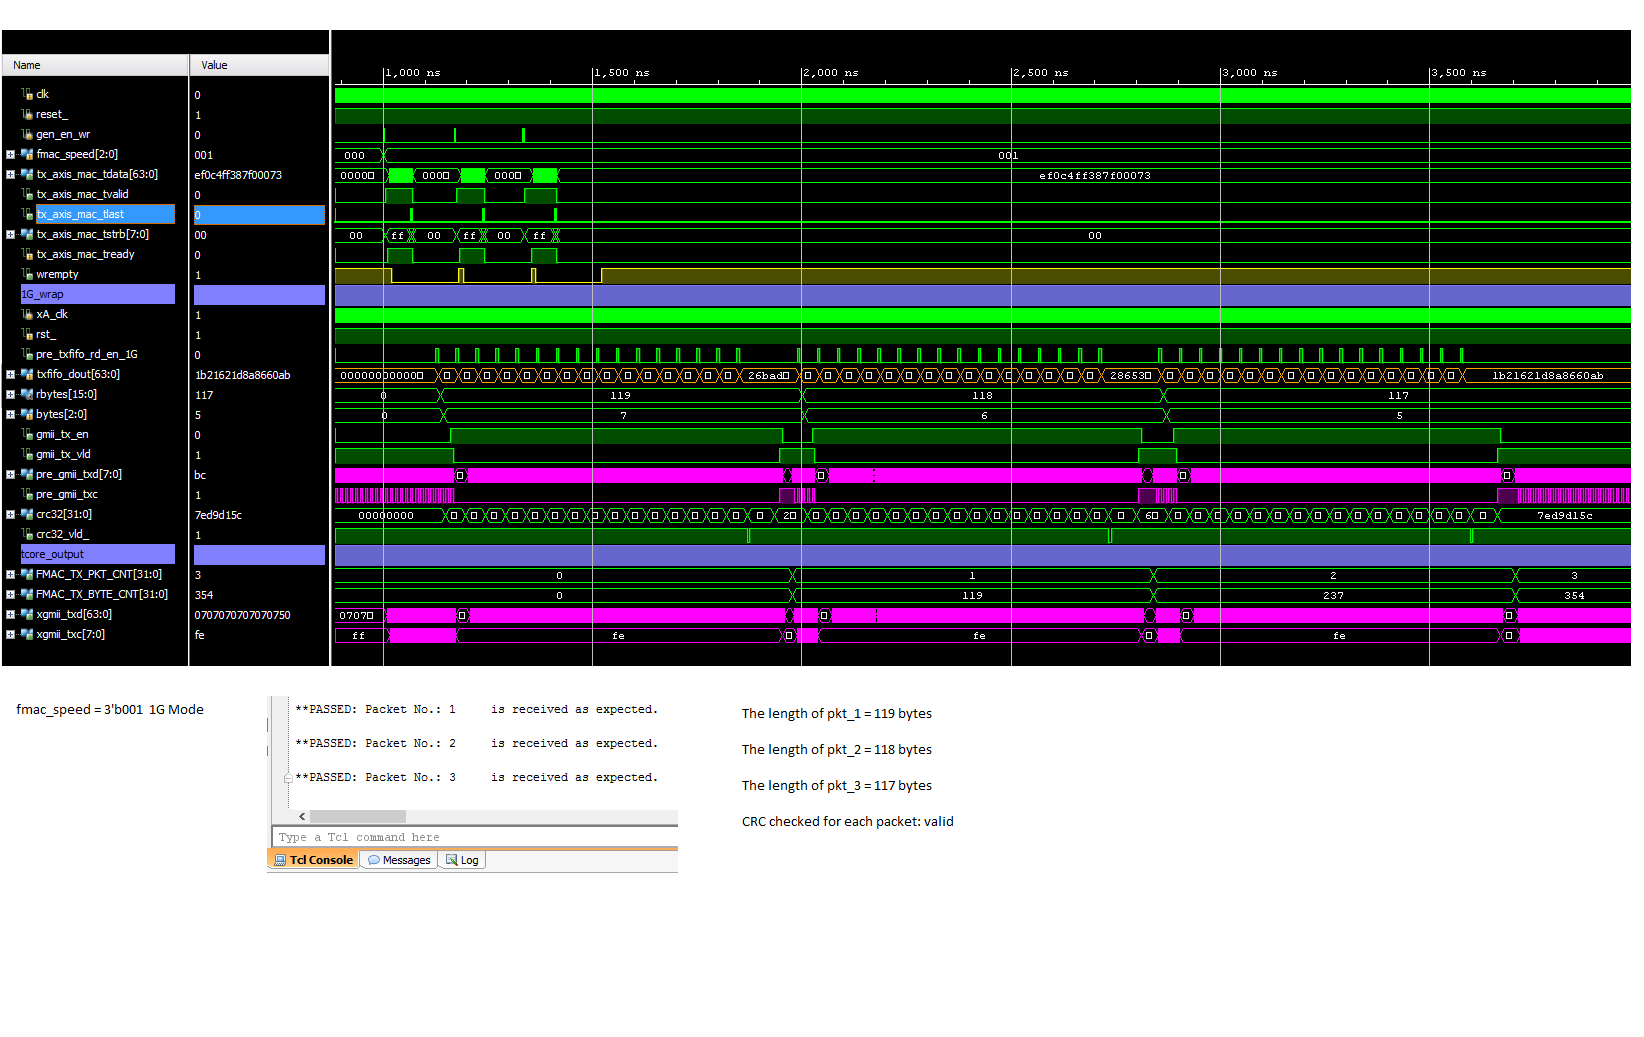 Name Value
1,000 ns 1,500 ns 2,000 ns 2,500 ns 3,000 ns 3,500 ns
clk 0
reset_ 1
gen_en_wr 0
fmac_speed[2:0] 001 000 001
tx_axis_mac_tdata[63:0] ef0c4ff387f00073 0000 000 000 ef0c4ff387f00073
tx_axis_mac_tvalid 0
tx_axis_mac_tlast 0
tx_axis_mac_tstrb[7:0] 00 00 ff 00 ff 00 ff 00
tx_axis_mac_tready 0
wrempty 1
1G_wrap
xA_clk 1
rst_ 1
pre_txfifo_rd_en_1G 0
txfifo_dout[63:0] 1b21621d8a8660ab 00000000000 26bad 28653 1b21621d8a8660ab
rbytes[15:0] 117 0 119 118 117
bytes[2:0] 5 0 7 6 5
gmii_tx_en 0
gmii_tx_vld 1
pre_gmii_txd[7:0] bc
pre_gmii_txc 1
crc32[31:0] 7ed9d15c 00000000 2 6 7ed9d15c
crc32_vld_ 1
tcore_output
FMAC_TX_PKT_CNT[31:0] 3 0 1 2 3
FMAC_TX_BYTE_CNT[31:0] 354 0 119 237 354
xgmii_txd[63:0] 0707070707070750 0707
xgmii_txc[7:0] fe ff fe fe fe
fmac_speed = 3'b001 1G Mode
**PASSED: Packet No.: 1 is received as expected.
**PASSED: Packet No.: 2 is received as expected.
**PASSED: Packet No.: 3 is received as expected.
Type a Tcl command here
Tcl Console Messages Log
The length of pkt_1 = 119 bytes
The length of pkt_2 = 118 bytes
The length of pkt_3 = 117 bytes
CRC checked for each packet: valid